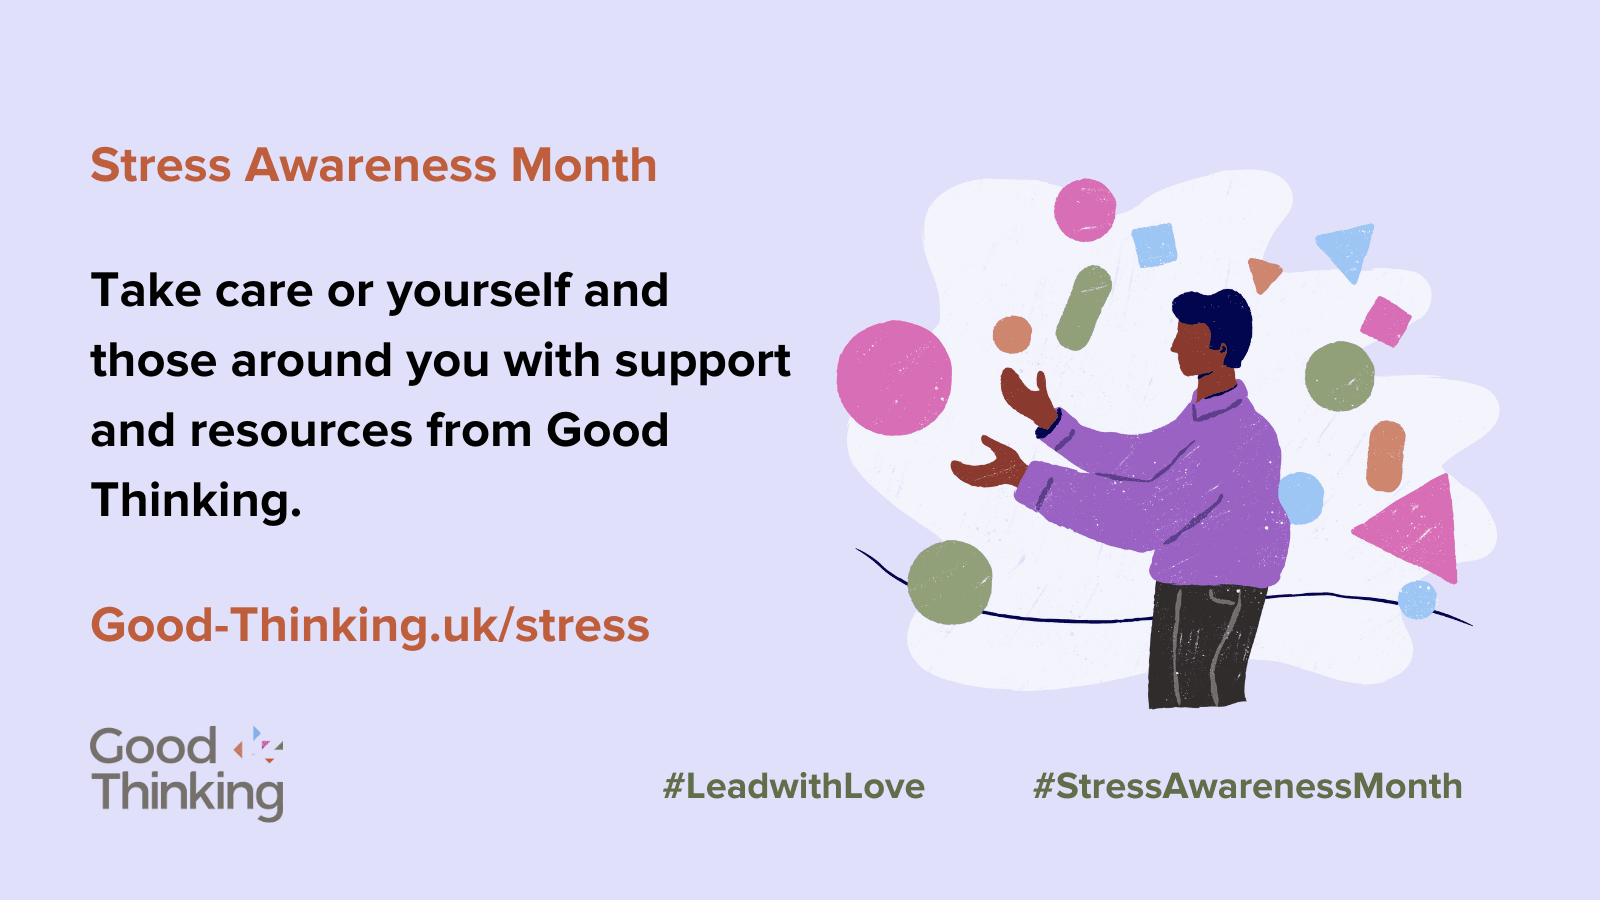 Stress Awareness Month
Take care or yourself and
those around you with support
and resources from Good
Thinking.
Good-Thinking.uk/stress
Good
Thinking
#LeadwithLove
#StressAwarenessMonth